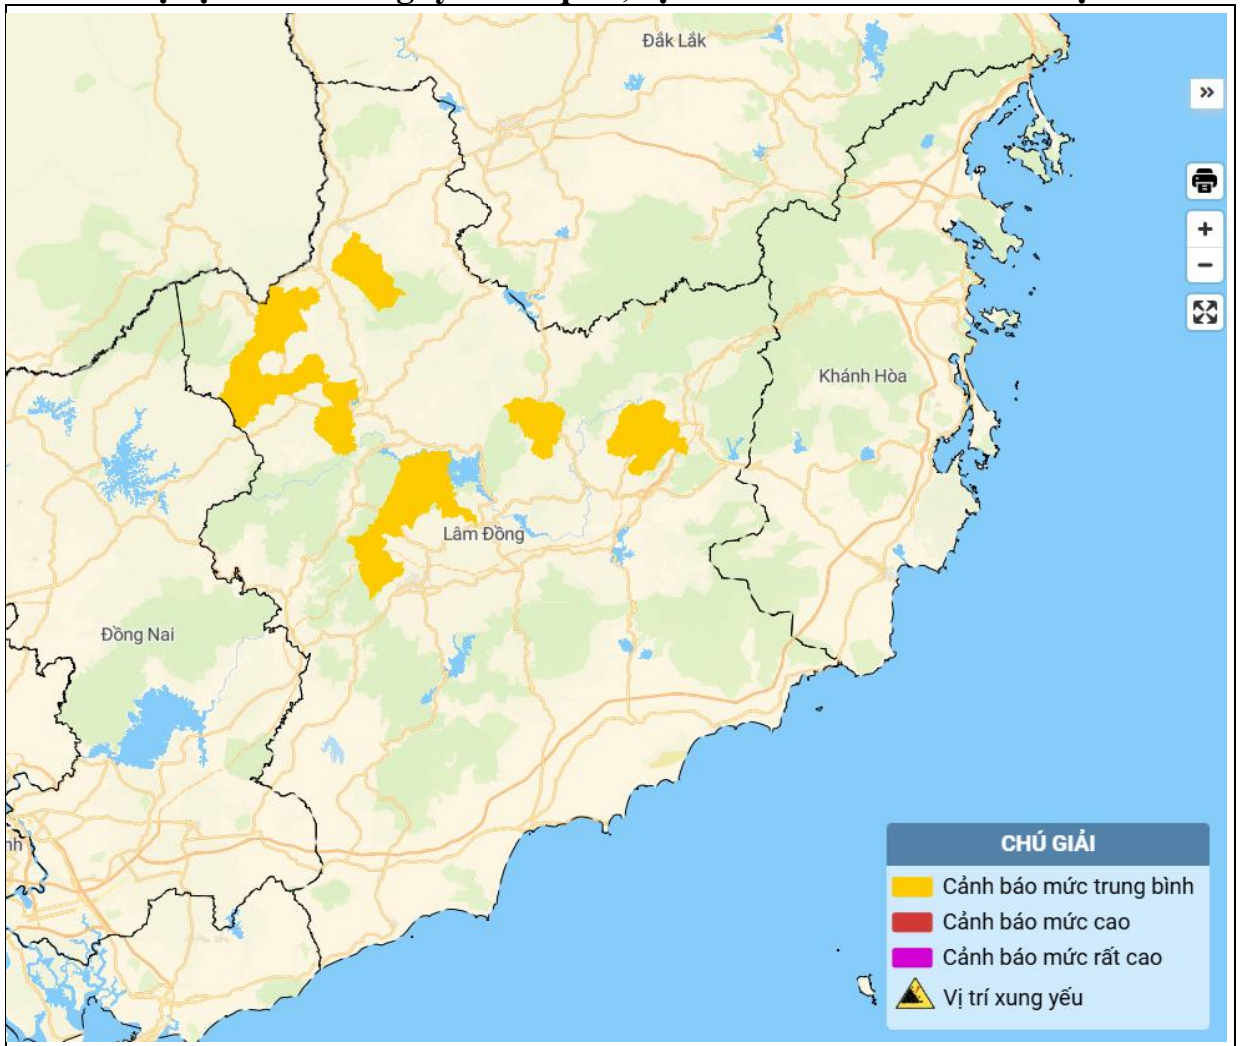 Đắk Lắk
»
+
−
Khánh Hòa
Lâm Đồng
Đồng Nai
nh
CHÚ GIẢI
Cảnh báo mức trung bình
Cảnh báo mức cao
Cảnh báo mức rất cao
Vị trí xung yếu